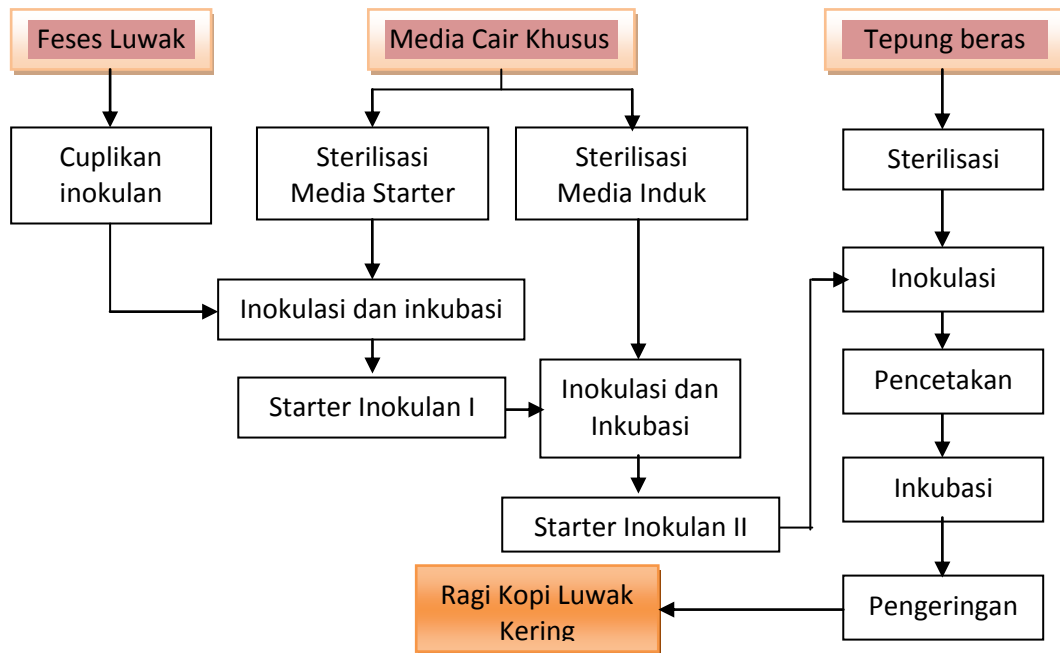 Feses Luwak
Media Cair Khusus
Tepung beras
Cuplikan
inokulan
Sterilisasi
Media Starter
Sterilisasi
Media Induk
Sterilisasi
Inokulasi dan inkubasi
Inokulasi
Starter Inokulan I
Inokulasi dan
Inkubasi
Pencetakan
Starter Inokulan II
Inkubasi
Pengeringan
Ragi Kopi Luwak
Kering